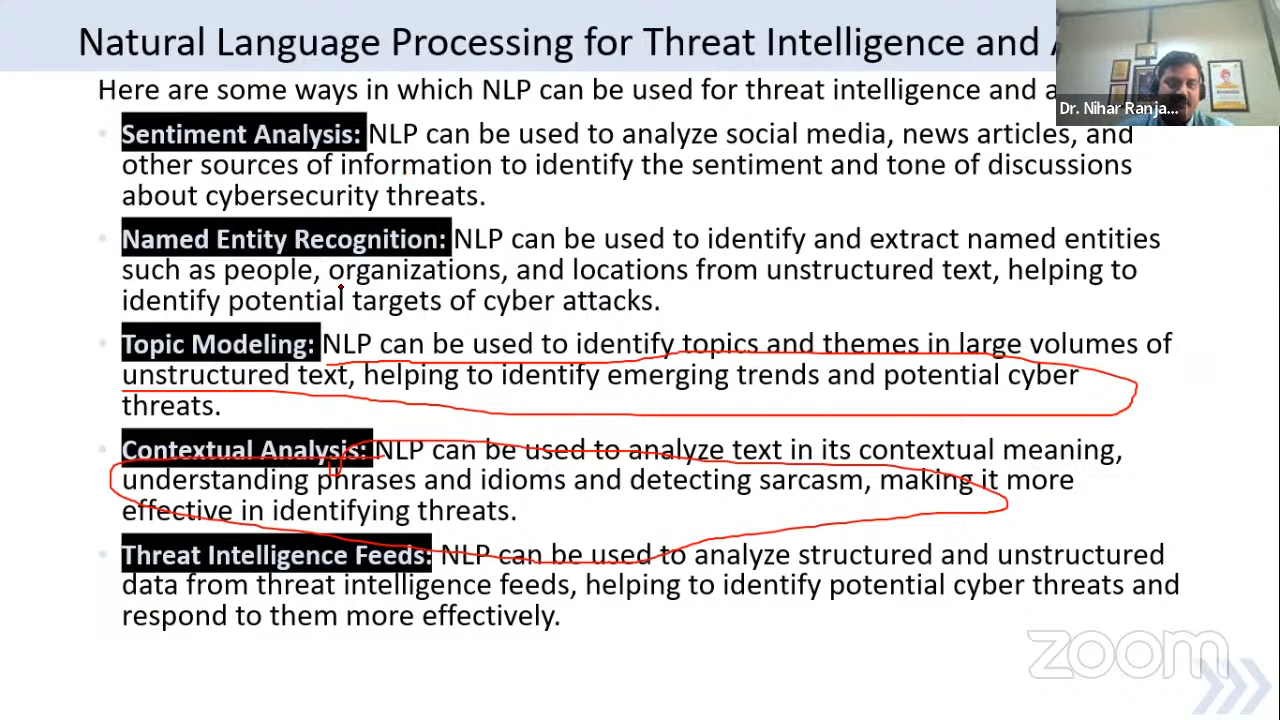 Natural Language Processing for Threat Intelligence and
Here are some ways in which NLP can be used for threat intelligence and
Dr. Nihar Ranja...
Sentiment Analysis: NLP can be used to analyze social media, news articles, and
other sources of information to identify the sentiment and tone of discussions
about cybersecurity threats.
Named Entity Recognition: NLP can be used to identify and extract named entities
such as people, organizations, and locations from unstructured text, helping to
identify potential targets of cyber attacks.
Topic Modeling: NLP can be used to identify topics and themes in large volumes of
unstructured text, helping to identify emerging trends and potential cyber
threats.
Contextual Analysis: NLP can be used to analyze text in its contextual meaning,
understanding phrases and idioms and detecting sarcasm, making it more
effective in identifying threats.
Threat Intelligence Feeds: NLP can be used to analyze structured and unstructured
data from threat intelligence feeds, helping to identify potential cyber threats and
respond to them more effectively.
zoom